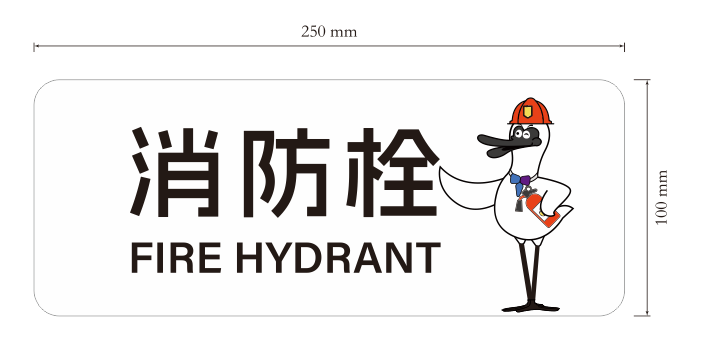 250 mm
消防栓
FIRE HYDRANT
100 mm